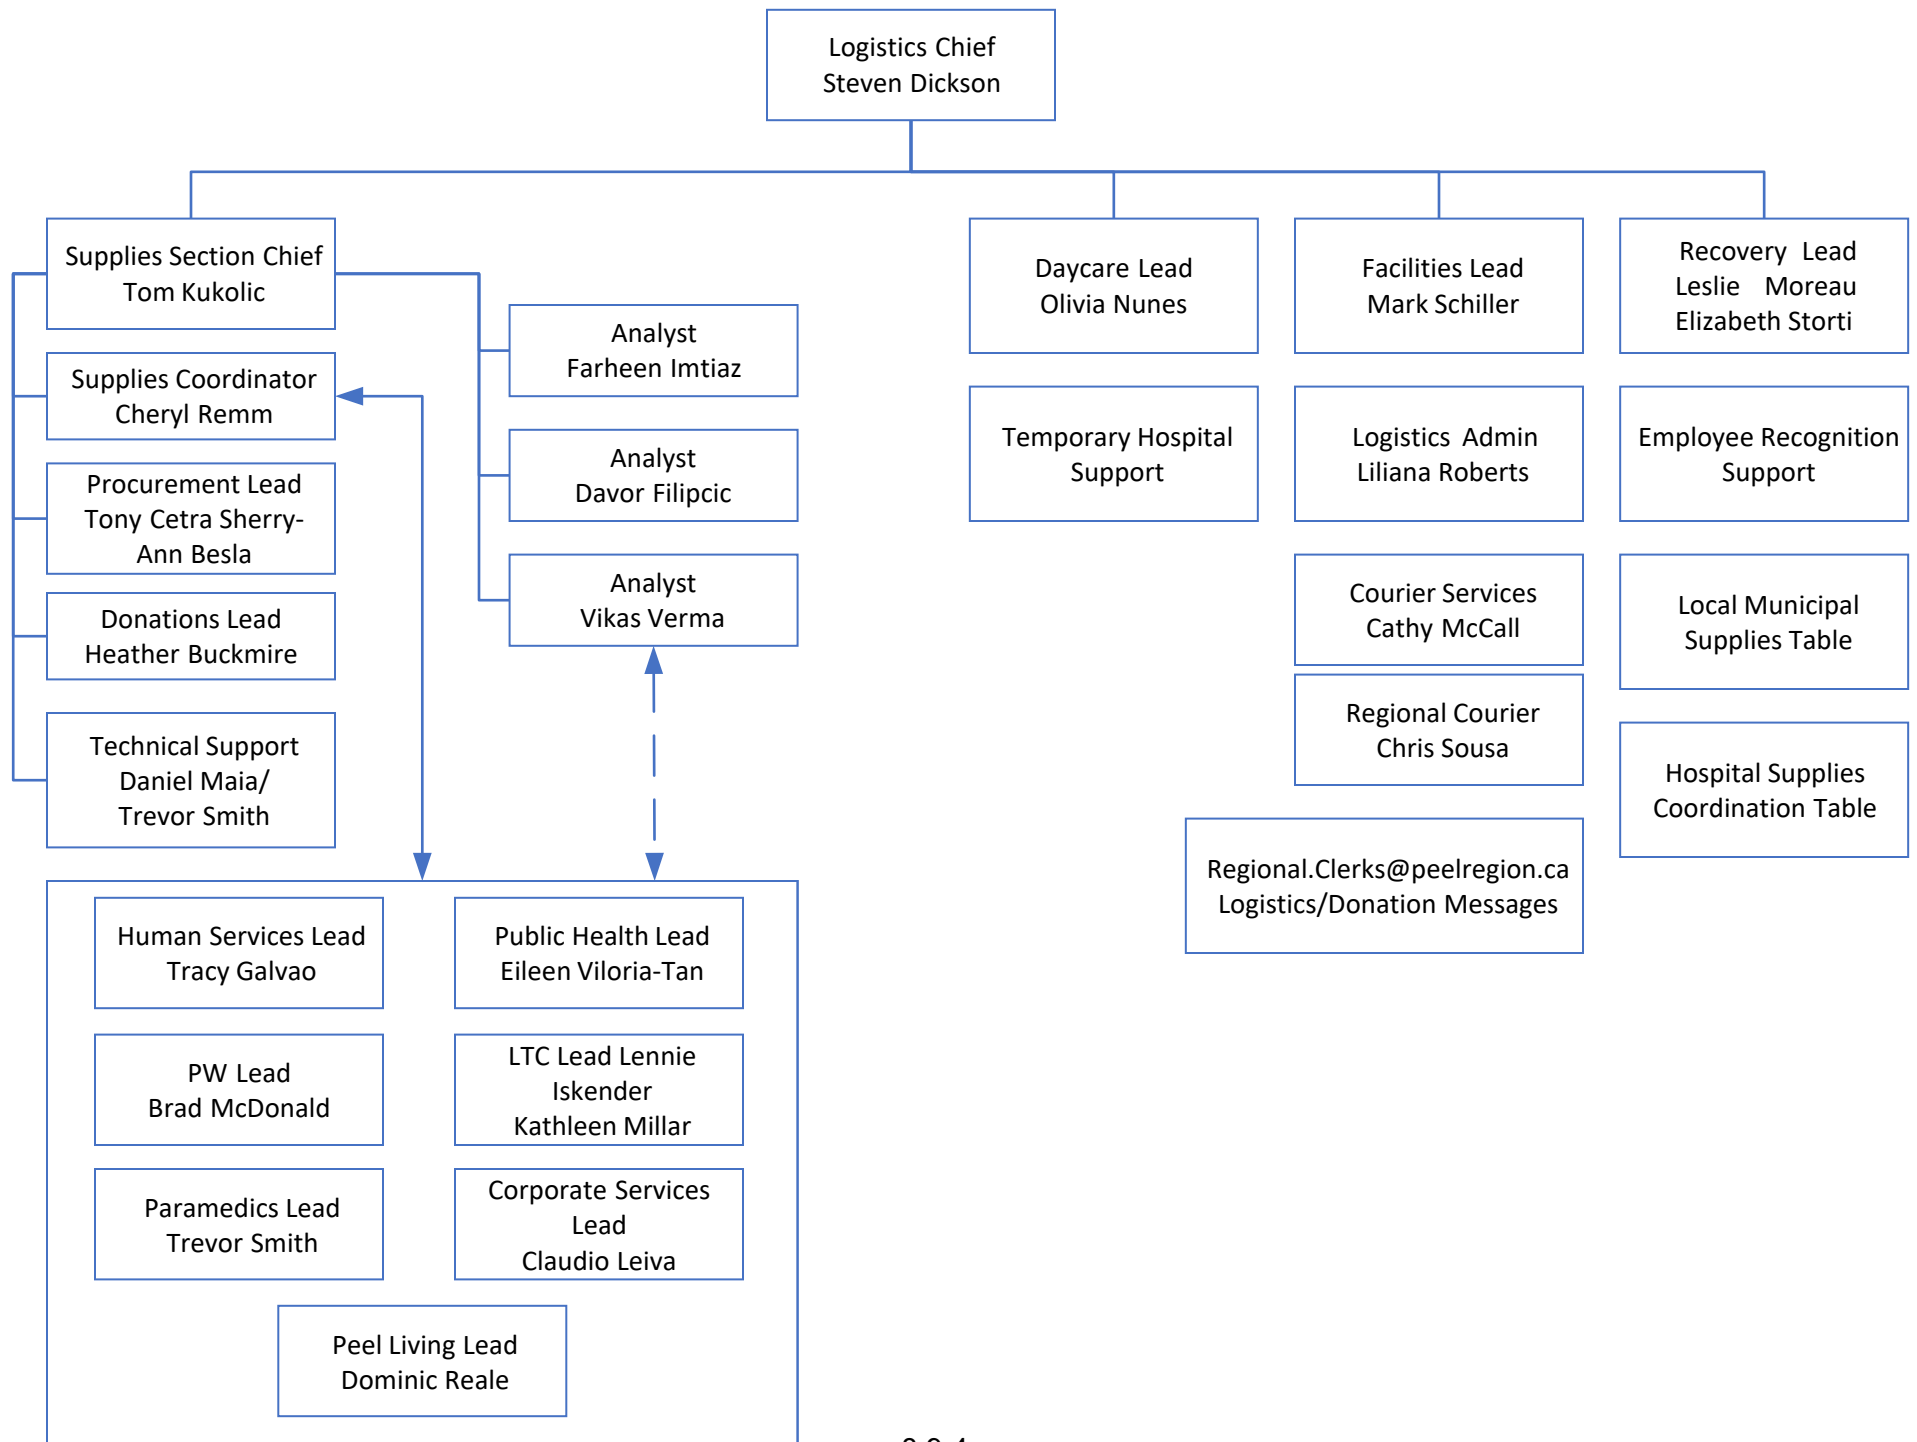 Logistics Chief
Steven Dickson
Supplies Section Chief
Tom Kukolic
Daycare Lead
Olivia Nunes
Facilities Lead
Mark Schiller
Recovery Lead
Leslie Moreau
Elizabeth Storti
Analyst
Farheen Imtiaz
Supplies Coordinator
Cheryl Remm
Temporary Hospital
Support
Logistics Admin
Liliana Roberts
Employee Recognition
Support
Analyst
Davor Filipcic
Procurement Lead
Tony Cetra Sherry-
Ann Besla
Analyst
Vikas Verma
Courier Services
Cathy McCall
Local Municipal
Supplies Table
Donations Lead
Heather Buckmire
Regional Courier
Chris Sousa
Technical Support
Daniel Maia/
Trevor Smith
Hospital Supplies
Coordination Table
Regional.Clerks@peelregion.ca
Logistics/Donation Messages
Human Services Lead
Tracy Galvao
Public Health Lead
Eileen Viloria-Tan
PW Lead
Brad McDonald
LTC Lead Lennie
Iskender
Kathleen Millar
Paramedics Lead
Trevor Smith
Corporate Services
Lead
Claudio Leiva
Peel Living Lead
Dominic Reale